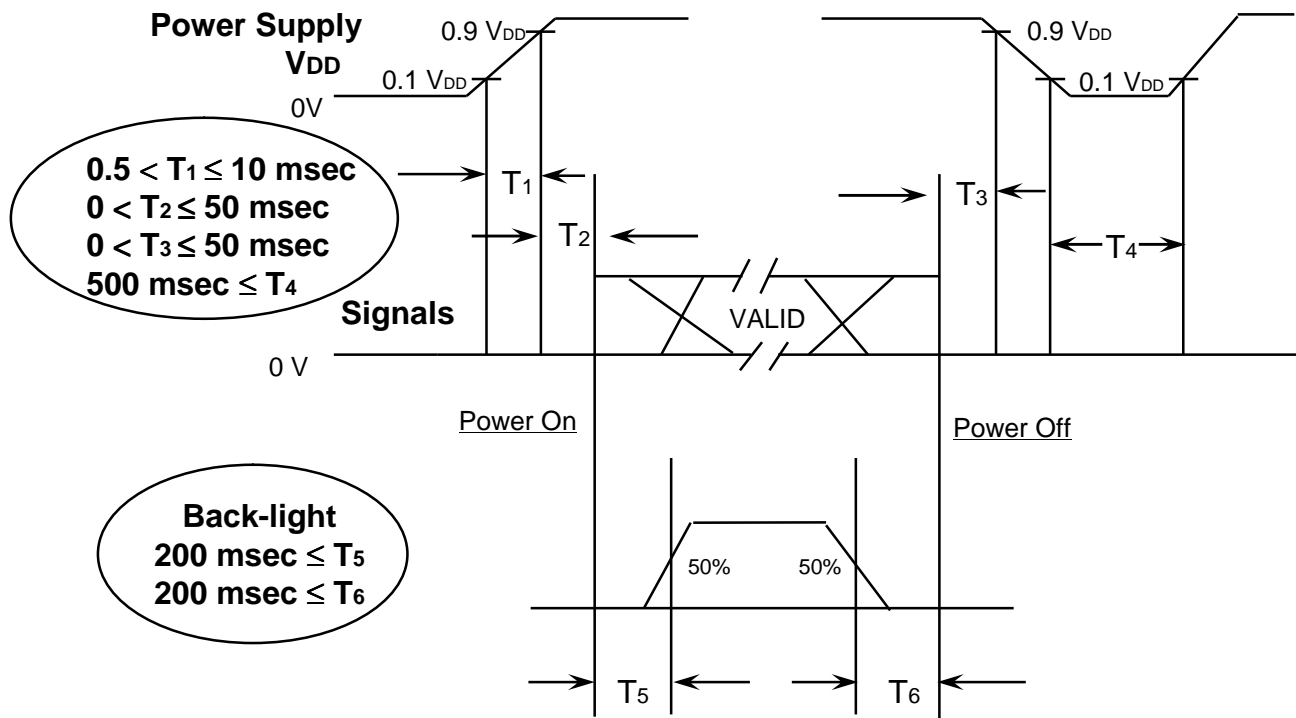 Power Supply
VDD
0.9 VDD
0.1 VDD
0V
0.9 VDD
0.1 VDD
0.5 < T1 ≤ 10 msec
0 < T2 ≤ 50 msec
0 < T3 ≤ 50 msec
500 msec ≤ T4
T1
T2
T3
T4
Signals
VALID
0 V
Power On
Power Off
Back-light
200 msec ≤ T5
200 msec ≤ T6
50%
50%
T5
T6